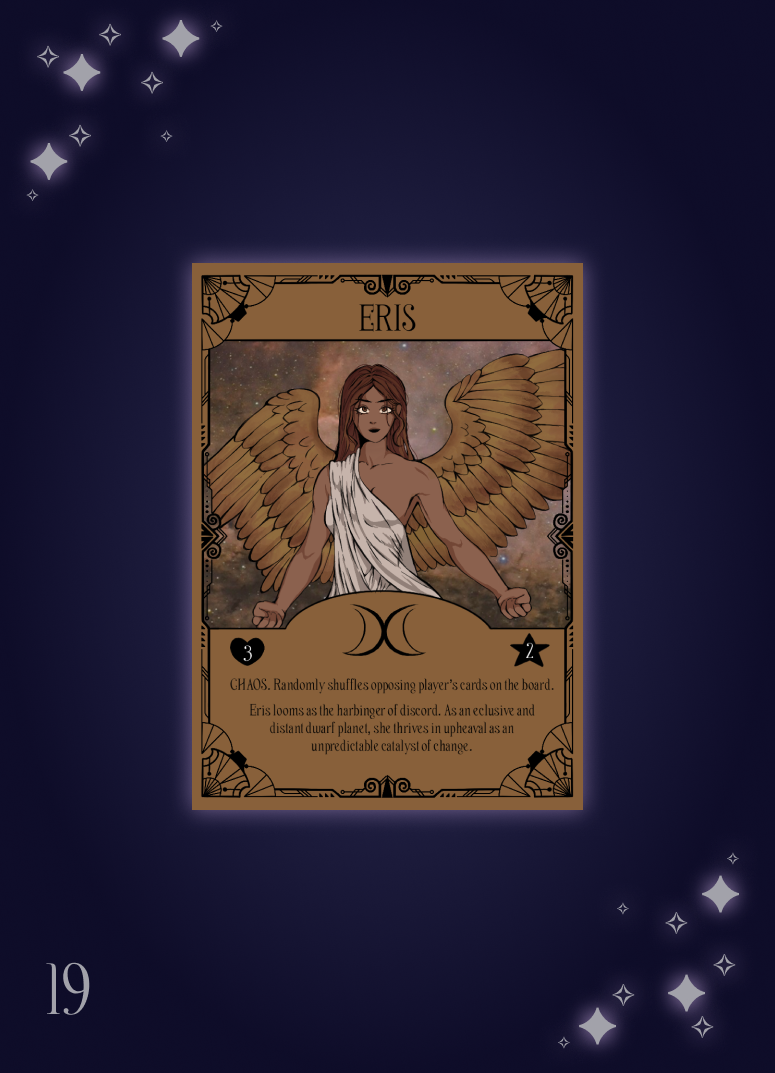 ERIS
3
2
CHAOS. Randomly shuffles opposing player's cards on the board.
Eris looms as the harbinger of discord. As an eclusive and
distant dwarf planet, she thrives in upheaval as an
unpredictable catalyst of change.
19